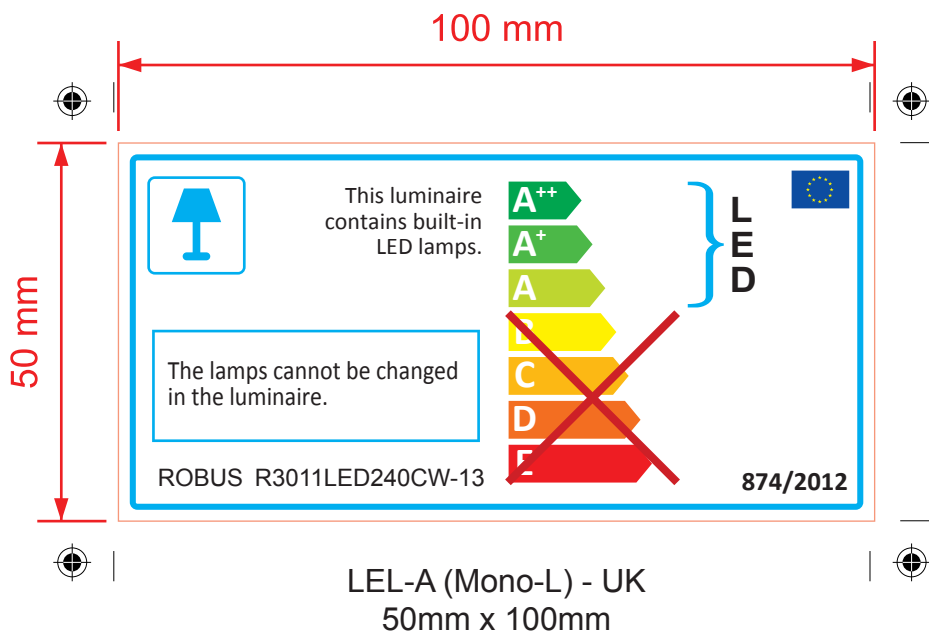 100 mm
50 mm
This luminaire
contains built-in
LED lamps.
A++
A+
A
B
C
D
E
L
E
D
The lamps cannot be changed
in the luminaire.
ROBUS R3011LED240CW-13
874/2012
LEL-A (Mono-L) - UK
50mm x 100mm